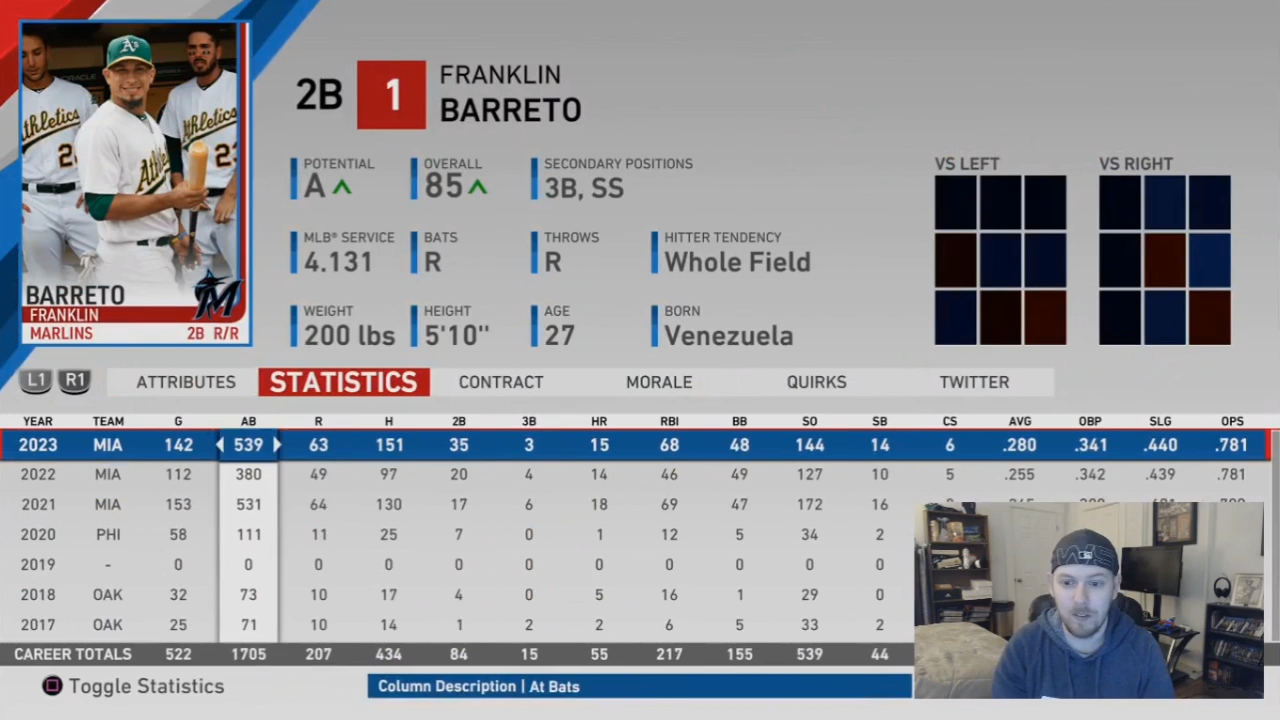 2B 1 FRANKLIN
BARRETO
POTENTIAL OVERALL SECONDARY POSITIONS VS LEFT VS RIGHT
A 85 3B, SS
MLB® SERVICE BATS THROWS HITTER TENDENCY
4.131 R R Whole Field
WEIGHT HEIGHT AGE BORN
200 lbs 5'10" 27 Venezuela
A's
Athletics
BARRETO
FRANKLIN
MARLINS 2B R/R
M
L1 R1 ATTRIBUTES STATISTICS CONTRACT MORALE QUIRKS TWITTER
YEAR TEAM G AB R H 2B 3B HR RBI BB SO SB CS AVG OBP SLG OPS
2023 MIA 142 539 63 151 35 3 15 68 48 144 14 6 .280 .341 .440 .781
2022 MIA 112 380 49 97 20 4 14 46 49 127 10 5 .255 .342 .439 .781
2021 MIA 153 531 64 130 17 6 18 69 47 172 16
2020 PHI 58 111 11 25 7 0 1 12 5 34 2
2019 - 0 0 0 0 0 0 0 0 0 0 0
2018 OAK 32 73 10 17 4 0 5 16 1 29 0
2017 OAK 25 71 10 14 1 2 2 6 5 33 2
CAREER TOTALS 522 1705 207 434 84 15 55 217 155 539 44
Toggle Statistics
Column Description | At Bats